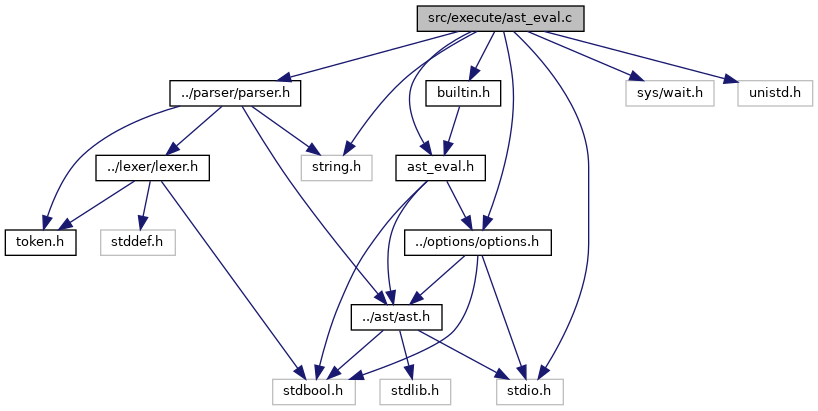 src/execute/ast_eval.c
../parser/parser.h
builtin.h
sys/wait.h
unistd.h
../lexer/lexer.h
string.h
ast_eval.h
token.h
stddef.h
../options/options.h
../ast/ast.h
stdbool.h
stdlib.h
stdio.h